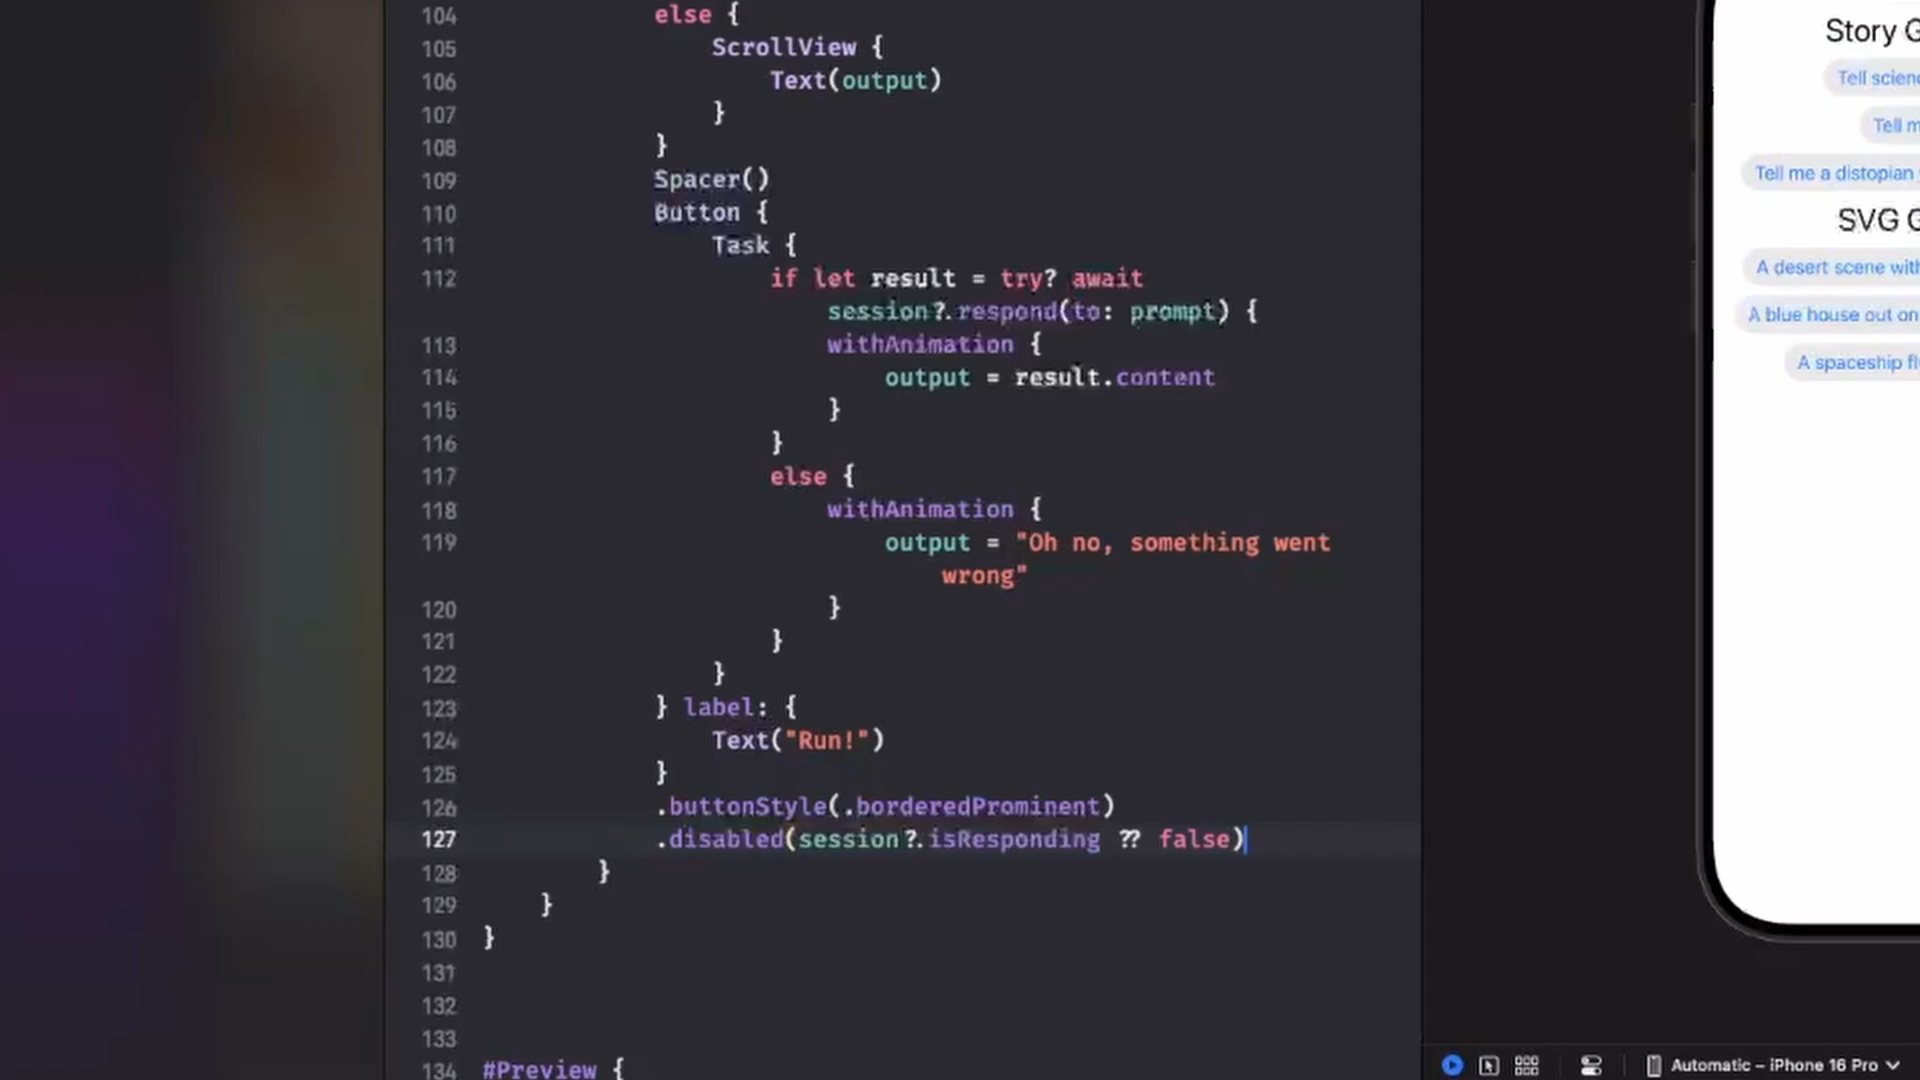 104 else {
105 ScrollView {
106 Text(output)
107 }
108 }
109 Spacer()
110 Button {
111 Task {
112 if let result = try? await
session?.respond(to: prompt) {
113 withAnimation {
114 output = result.content
115 }
116 }
117 else {
118 withAnimation {
119 output = "Oh no, something went
wrong"
120 }
121 }
122 }
123 } label: {
124 Text("Run!")
125 }
126 .buttonStyle(.borderedProminent)
127 .disabled(session?.isResponding ?? false)
128 }
129 }
130 }
131
132
133
134 #Preview {
Story G
Tell scienc
Tell m
Tell me a distopian
SVG G
A desert scene with
A blue house out on
A spaceship fl
Automatic – iPhone 16 Pro